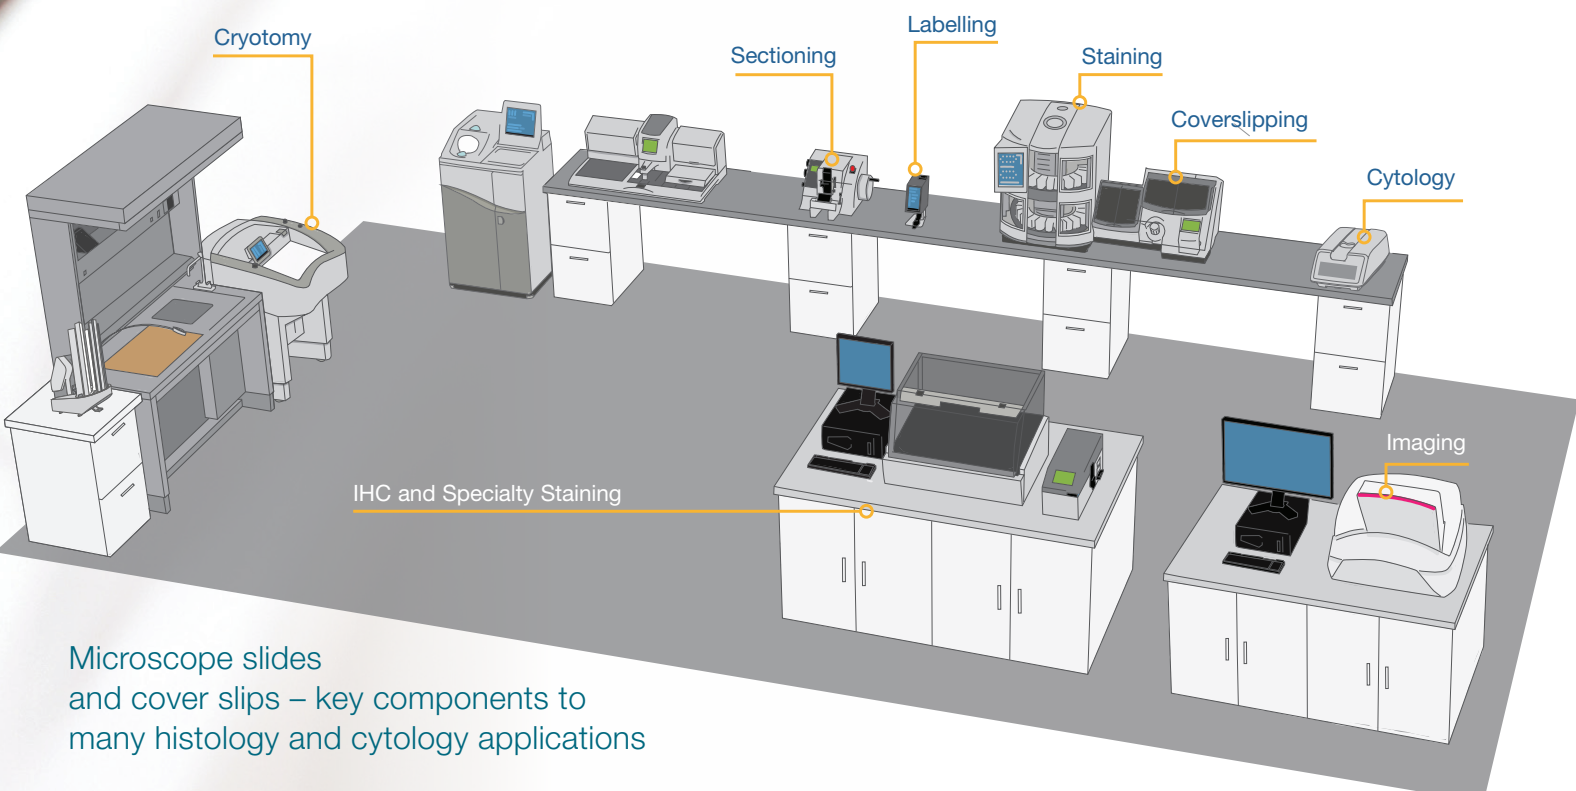 Cryotomy
Sectioning
Labelling
Staining
Coverslipping
Cytology
Imaging
IHC and Specialty Staining
Microscope slides
and cover slips – key components to
many histology and cytology applications